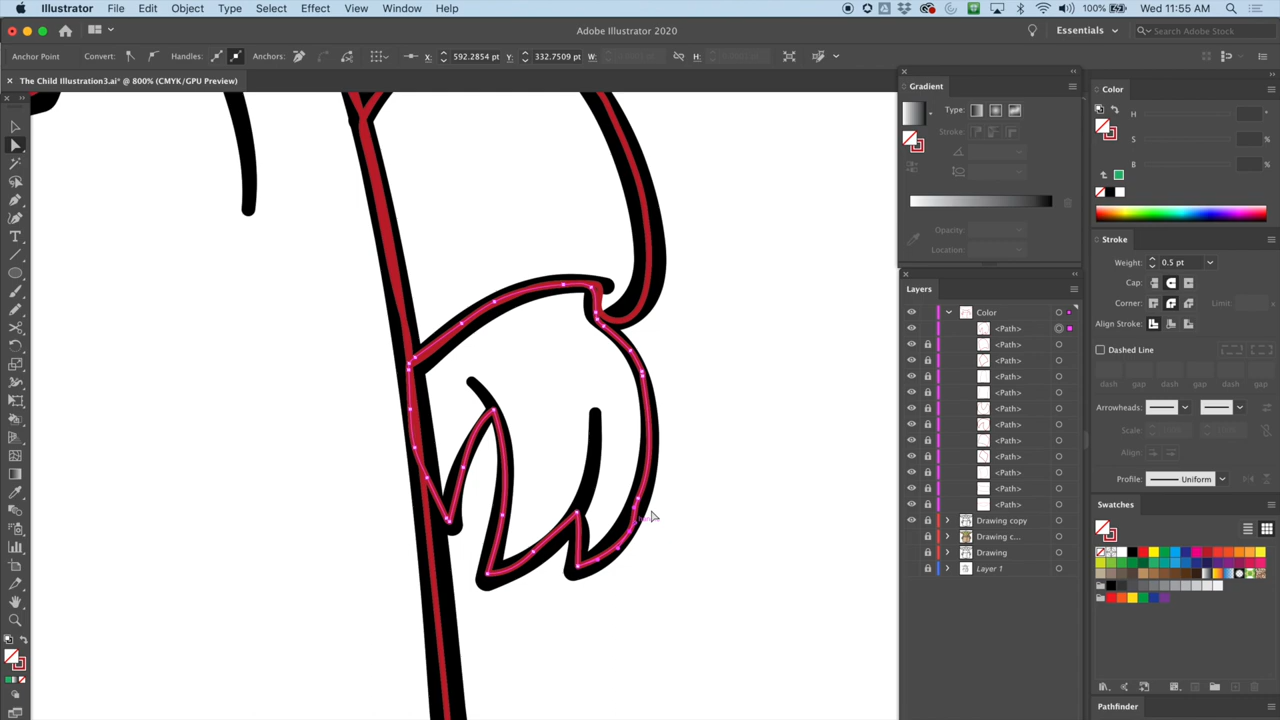 Illustrator File Edit Object Type Select Effect View Window Help 100% Wed 11:55 AM
Adobe Illustrator 2020 Essentials Search Adobe Stock
Anchor Point Convert: Handles: Anchors: X: 592.2854 pt Y: 332.7509 pt W: H:
The Child Illustration3.ai* @ 800% (CMYK/GPU Preview)
Gradient
Type:
Stroke:
Opacity:
Location:
Layers
Color
<Path>
<Path>
<Path>
<Path>
<Path>
<Path>
<Path>
<Path>
<Path>
<Path>
<Path>
<Path>
Drawing copy
Drawing c...
Drawing
Layer 1
Color
H
S
B
%
%
Stroke
Weight: 0.5 pt
Cap:
Corner: Limit:
Align Stroke:
Dashed Line
dash gap dash gap dash gap
Arrowheads:
Scale:
Align:
Profile: Uniform
Swatches
Pathfinder
T